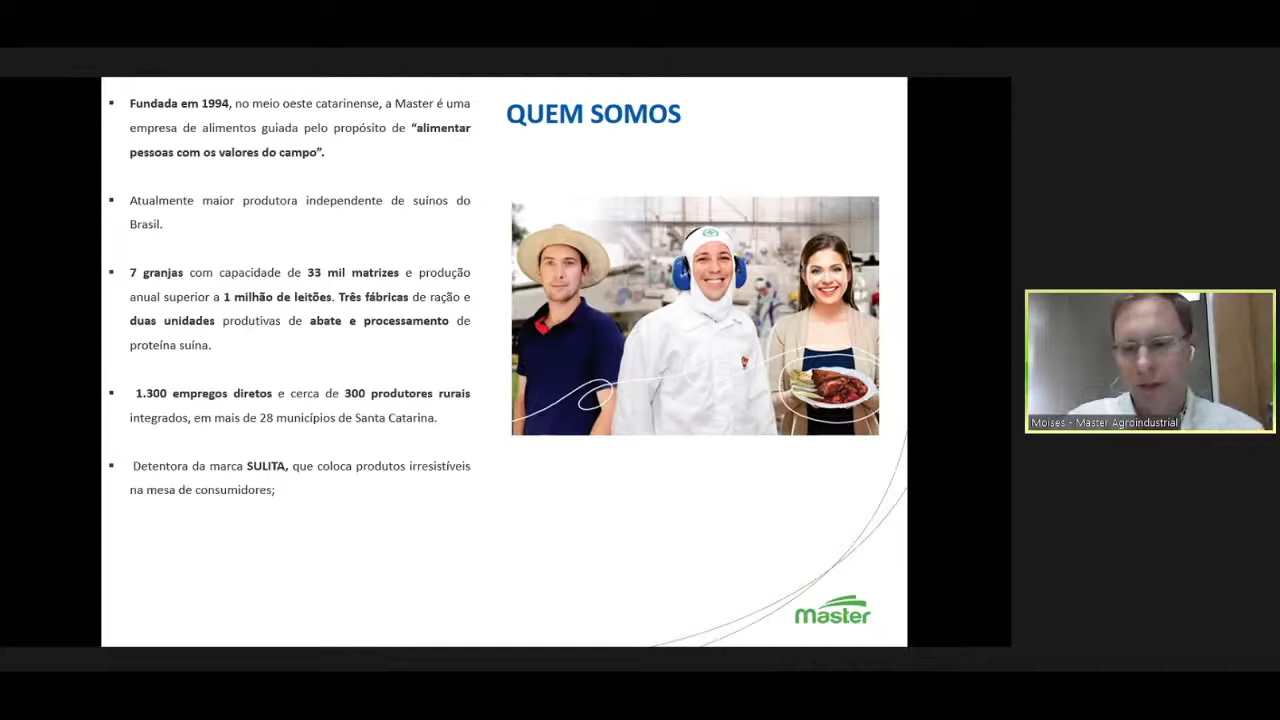 Fundada em 1994, no meio oeste catarinense, a Master é uma
empresa de alimentos guiada pelo propósito de “alimentar
pessoas com os valores do campo”.
Atualmente maior produtora independente de suínos do
Brasil.
7 granjas com capacidade de 33 mil matrizes e produção
anual superior a 1 milhão de leitões. Três fábricas de ração e
duas unidades produtivas de abate e processamento de
proteína suína.
1.300 empregos diretos e cerca de 300 produtores rurais
integrados, em mais de 28 municípios de Santa Catarina.
Detentora da marca SULITA, que coloca produtos irresistíveis
na mesa de consumidores;
QUEM SOMOS
master
Moises - Master Agroindustrial